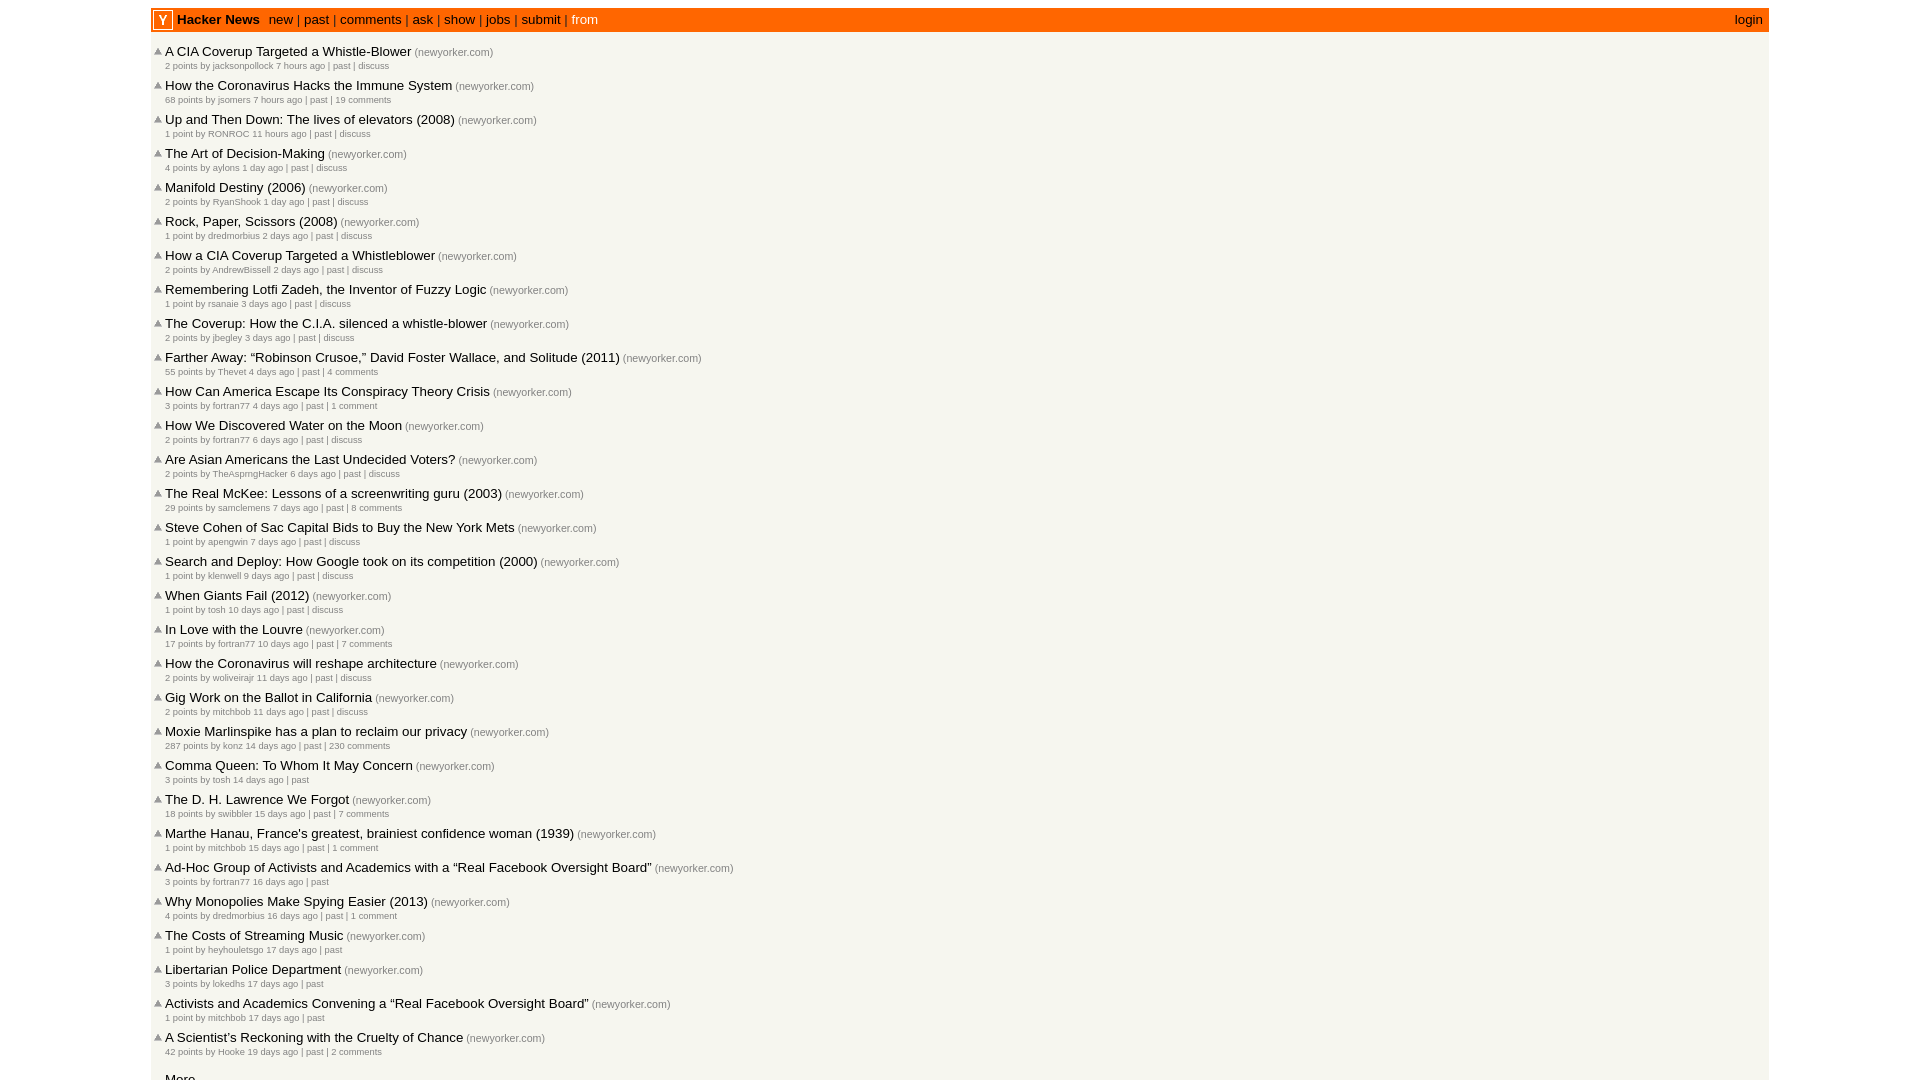 Y Hacker News new | past | comments | ask | show | jobs | submit | from login
A CIA Coverup Targeted a Whistle-Blower (newyorker.com)
2 points by jacksonpollock 7 hours ago | past | discuss
How the Coronavirus Hacks the Immune System (newyorker.com)
68 points by jsomers 7 hours ago | past | 19 comments
Up and Then Down: The lives of elevators (2008) (newyorker.com)
1 point by RONROC 11 hours ago | past | discuss
The Art of Decision-Making (newyorker.com)
4 points by aylons 1 day ago | past | discuss
Manifold Destiny (2006) (newyorker.com)
2 points by RyanShook 1 day ago | past | discuss
Rock, Paper, Scissors (2008) (newyorker.com)
1 point by dredmorbius 2 days ago | past | discuss
How a CIA Coverup Targeted a Whistleblower (newyorker.com)
2 points by AndrewBissell 2 days ago | past | discuss
Remembering Lotfi Zadeh, the Inventor of Fuzzy Logic (newyorker.com)
1 point by rsanaie 3 days ago | past | discuss
The Coverup: How the C.I.A. silenced a whistle-blower (newyorker.com)
2 points by jbegley 3 days ago | past | discuss
Farther Away: “Robinson Crusoe,” David Foster Wallace, and Solitude (2011) (newyorker.com)
55 points by Thevet 4 days ago | past | 4 comments
How Can America Escape Its Conspiracy Theory Crisis (newyorker.com)
3 points by fortran77 4 days ago | past | 1 comment
How We Discovered Water on the Moon (newyorker.com)
2 points by fortran77 6 days ago | past | discuss
Are Asian Americans the Last Undecided Voters? (newyorker.com)
2 points by TheAsprngHacker 6 days ago | past | discuss
The Real McKee: Lessons of a screenwriting guru (2003) (newyorker.com)
29 points by samclemens 7 days ago | past | 8 comments
Steve Cohen of Sac Capital Bids to Buy the New York Mets (newyorker.com)
1 point by apengwin 7 days ago | past | discuss
Search and Deploy: How Google took on its competition (2000) (newyorker.com)
1 point by klenwell 9 days ago | past | discuss
When Giants Fail (2012) (newyorker.com)
1 point by tosh 10 days ago | past | discuss
In Love with the Louvre (newyorker.com)
17 points by fortran77 10 days ago | past | 7 comments
How the Coronavirus will reshape architecture (newyorker.com)
2 points by woliveirajr 11 days ago | past | discuss
Gig Work on the Ballot in California (newyorker.com)
2 points by mitchbob 11 days ago | past | discuss
Moxie Marlinspike has a plan to reclaim our privacy (newyorker.com)
287 points by konz 14 days ago | past | 230 comments
Comma Queen: To Whom It May Concern (newyorker.com)
3 points by tosh 14 days ago | past
The D. H. Lawrence We Forgot (newyorker.com)
18 points by swibbler 15 days ago | past | 7 comments
Marthe Hanau, France's greatest, brainiest confidence woman (1939) (newyorker.com)
1 point by mitchbob 15 days ago | past | 1 comment
Ad-Hoc Group of Activists and Academics with a “Real Facebook Oversight Board” (newyorker.com)
3 points by fortran77 16 days ago | past
Why Monopolies Make Spying Easier (2013) (newyorker.com)
4 points by dredmorbius 16 days ago | past | 1 comment
The Costs of Streaming Music (newyorker.com)
1 point by heyhouletsgo 17 days ago | past
Libertarian Police Department (newyorker.com)
3 points by lokedhs 17 days ago | past
Activists and Academics Convening a “Real Facebook Oversight Board” (newyorker.com)
1 point by mitchbob 17 days ago | past
A Scientist’s Reckoning with the Cruelty of Chance (newyorker.com)
42 points by Hooke 19 days ago | past | 2 comments
More